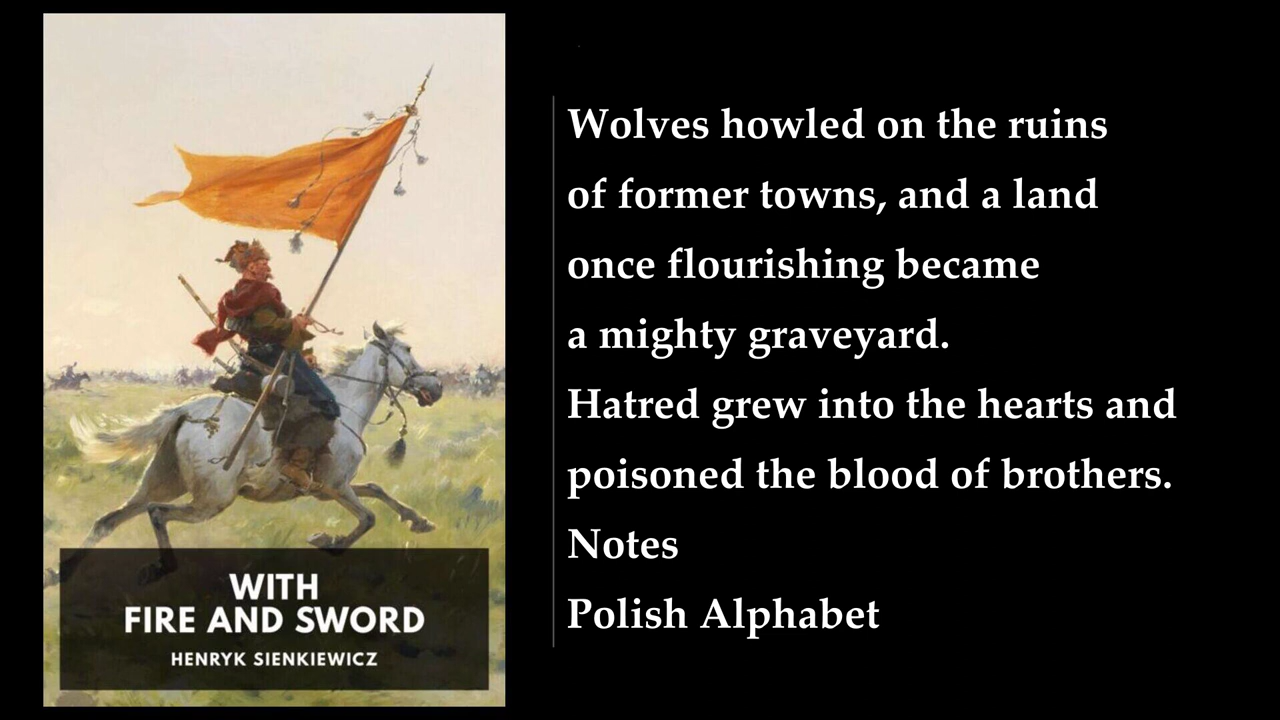 WITH
FIRE AND SWORD
HENRYK SIENKIEWICZ
Wolves howled on the ruins
of former towns, and a land
once flourishing became
a mighty graveyard.
Hatred grew into the hearts and
poisoned the blood of brothers.
Notes
Polish Alphabet